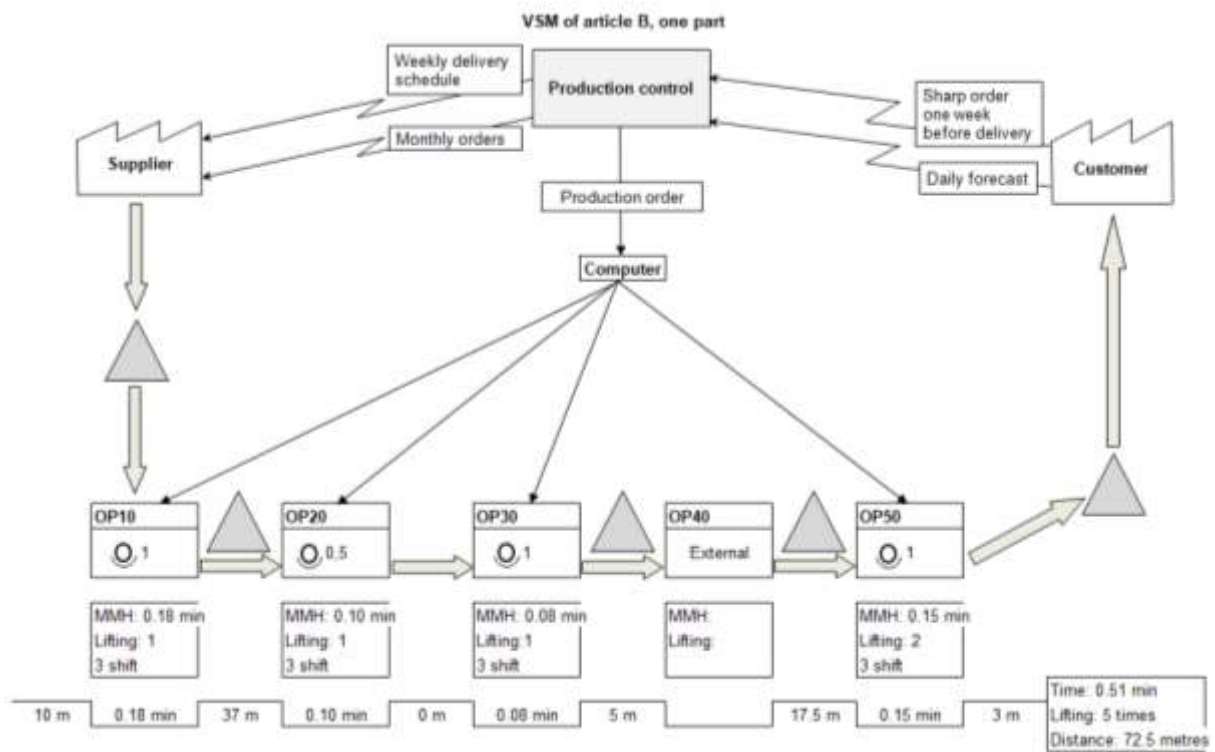 VSM of article B, one part
Weekly delivery
schedule
Production control
Sharp order
one week
before delivery
Monthly orders
Supplier
Customer
Daily forecast
Production order
Computer
OP10
1
OP20
0,5
OP30
1
OP40
External
OP50
1
MMH: 0.18 min
Lifting: 1
3 shift
MMH: 0.10 min
Lifting: 1
3 shift
MMH: 0.08 min
Lifting:1
3 shift
MMH:
Lifting:
MMH: 0.15 min
Lifting: 2
3 shift
10 m
0.18 min
37 m
0.10 min
0 m
0.08 min
5 m
17.5 m
0.15 min
3 m
Time: 0.51 min
Lifting: 5 times
Distance: 72.5 metres